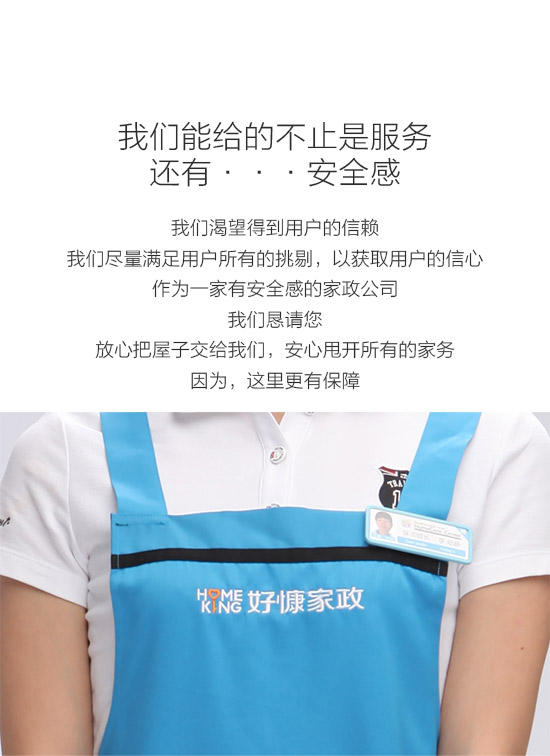 我们能给的不止是服务
还有···安全感
我们渴望得到用户的信赖
我们尽量满足用户所有的挑剔，以获取用户的信心
作为一家有安全感的家政公司
我们恳请您
放心把屋子交给我们，安心甩开所有的家务
因为，这里更有保障
HOME
KING 好慷家政